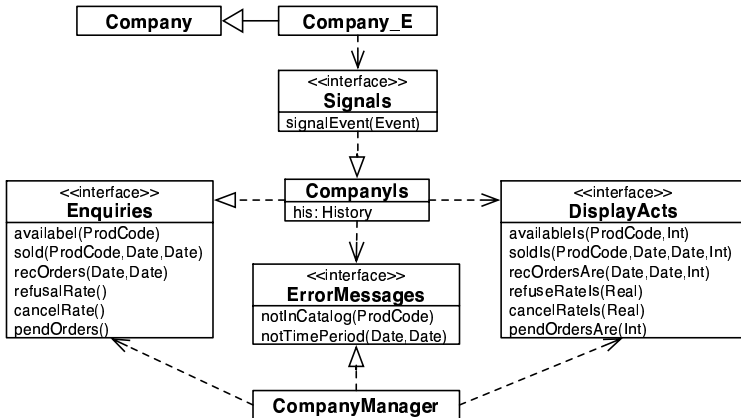 Company
Company_E
<<interface>>
Signals
signalEvent(Event)
<<interface>>
Enquiries
availabel(ProdCode)
sold(ProdCode,Date,Date)
recOrders(Date,Date)
refusalRate()
cancelRate()
pendOrders()
CompanyIs
his: History
<<interface>>
DisplayActs
availableIs(ProdCode,Int)
soldIs(ProdCode,Date,Date,Int)
recOrdersAre(Date,Date,Int)
refuseRateIs(Real)
cancelRateIs(Real)
pendOrdersAre(Int)
<<interface>>
ErrorMessages
notInCatalog(ProdCode)
notTimePeriod(Date,Date)
CompanyManager